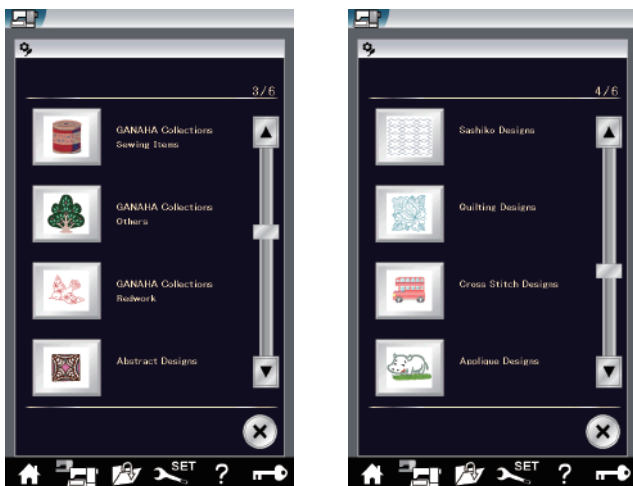 3/6
GANAHA Collections
Sewing Items
GANAHA Collections
Others
GANAHA Collections
Redwork
Abstract Designs
SET
?
4/6
Sashiko Designs
Quilting Designs
Cross Stitch Designs
Applique Designs
SET
?